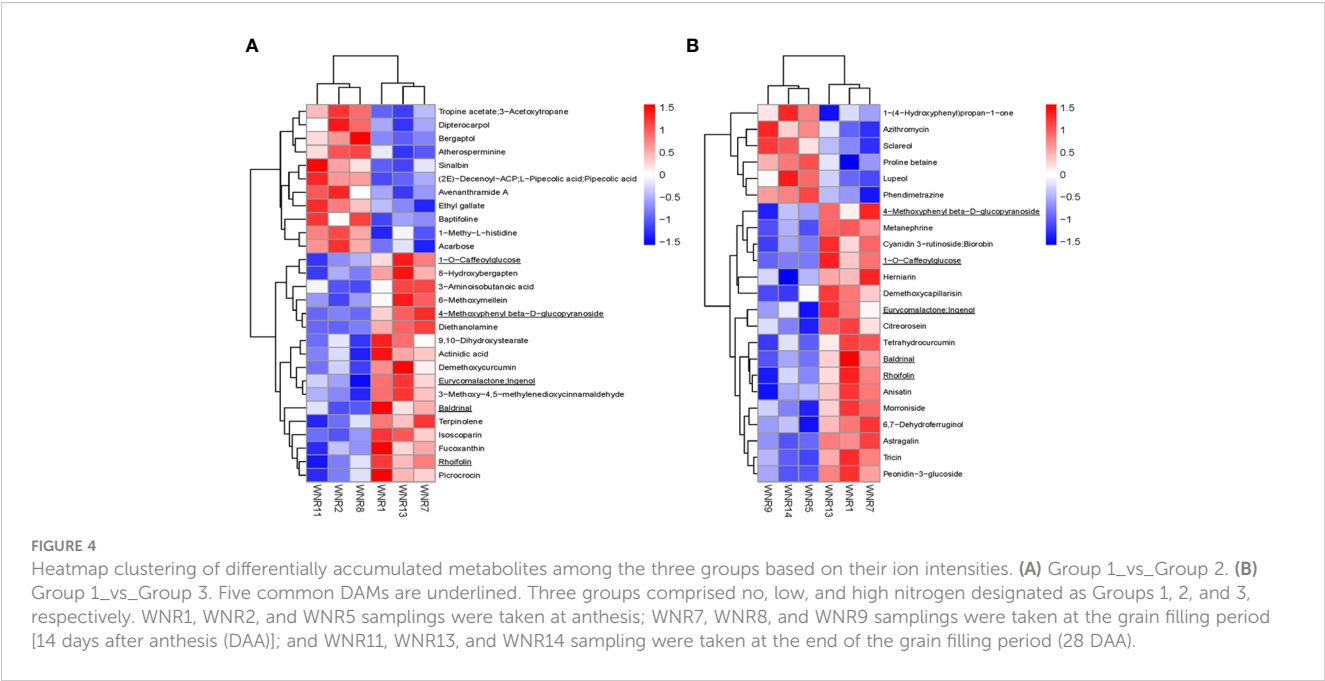 A
Tropine acetate;3−Acetoxytropane
Dipterocarpol
Bergaptol
Atherosperminine
Sinalbin
(2E)−Decenoyl−ACP;L−Pipecolic acid;Pipecolic acid
Avenanthramide A
Ethyl gallate
Baptifoline
1−Methy−L−histidine
Acarbose
1−O−Caffeoylglucose
8−Hydroxybergapten
3−Aminoisobutanoic acid
6−Methoxymellein
4−Methoxyphenyl beta−D−glucopyranoside
Diethanolamine
9,10−Dihydroxystearate
Actinidic acid
Demethoxycurcumin
Eurycomalactone;Ingenol
3−Methoxy−4,5−methylenedioxycinnamaldehyde
Baldrinal
Terpinolene
Isoscoparin
Fucoxanthin
Rhoifolin
Picrocrocin
WNR11
WNR2
WNR8
WNR1
WNR13
WNR7
1.5
1
0.5
0
−0.5
−1
−1.5
B
1−(4−Hydroxyphenyl)propan−1−one
Azithromycin
Sclareol
Proline betaine
Lupeol
Phendimetrazine
4−Methoxyphenyl beta−D−glucopyranoside
Metanephrine
Cyanidin 3−rutinoside;Biorobin
1−O−Caffeoylglucose
Herniarin
Demethoxycapillarisin
Eurycomalactone;Ingenol
Citreorosein
Tetrahydrocurcumin
Baldrinal
Rhoifolin
Anisatin
Morroniside
6,7−Dehydroferruginol
Astragalin
Tricin
Peonidin−3−glucoside
WNR9
WNR14
WNR5
WNR13
WNR1
WNR7
1.5
1
0.5
0
−0.5
−1
−1.5
FIGURE 4
Heatmap clustering of differentially accumulated metabolites among the three groups based on their ion intensities. (A) Group 1_vs_Group 2. (B)
Group 1_vs_Group 3. Five common DAMs are underlined. Three groups comprised no, low, and high nitrogen designated as Groups 1, 2, and 3,
respectively. WNR1, WNR2, and WNR5 samplings were taken at anthesis; WNR7, WNR8, and WNR9 samplings were taken at the grain filling period
[14 days after anthesis (DAA)]; and WNR11, WNR13, and WNR14 sampling were taken at the end of the grain filling period (28 DAA).